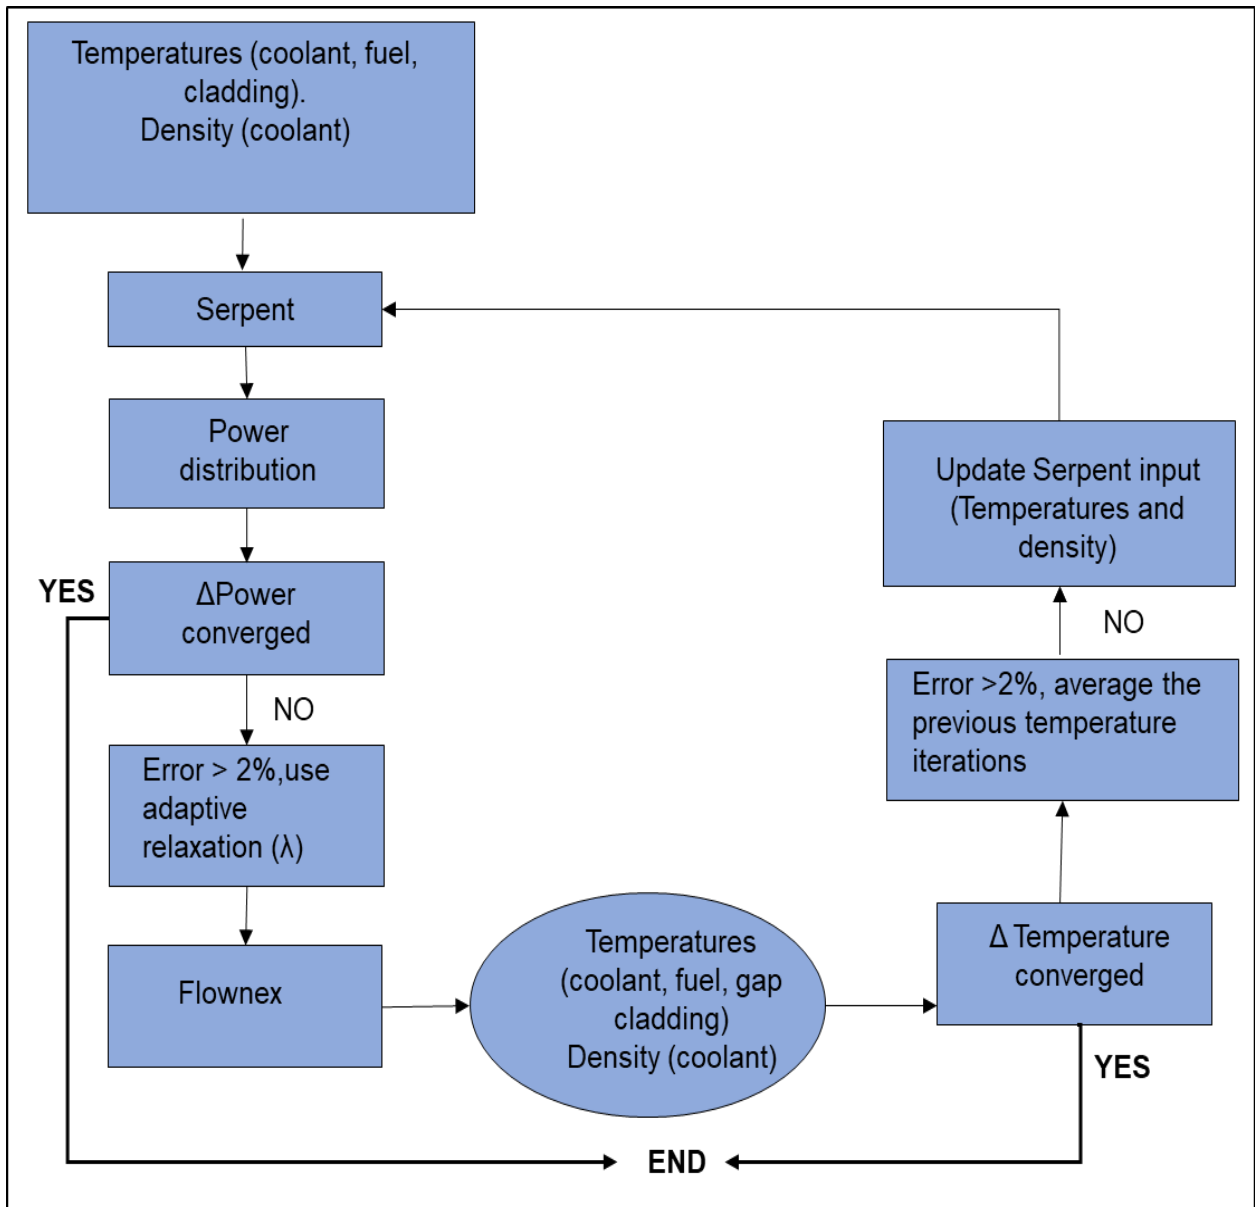 Temperatures (coolant, fuel,
cladding).
Density (coolant)
Serpent
Power
distribution
YES
ΔPower
converged
NO
Error > 2%,use
adaptive
relaxation (λ)
Flownex
Temperatures
(coolant, fuel, gap
cladding)
Density (coolant)
Δ Temperature
converged
YES
Error >2%, average the
previous temperature
iterations
NO
Update Serpent input
(Temperatures and
density)
END